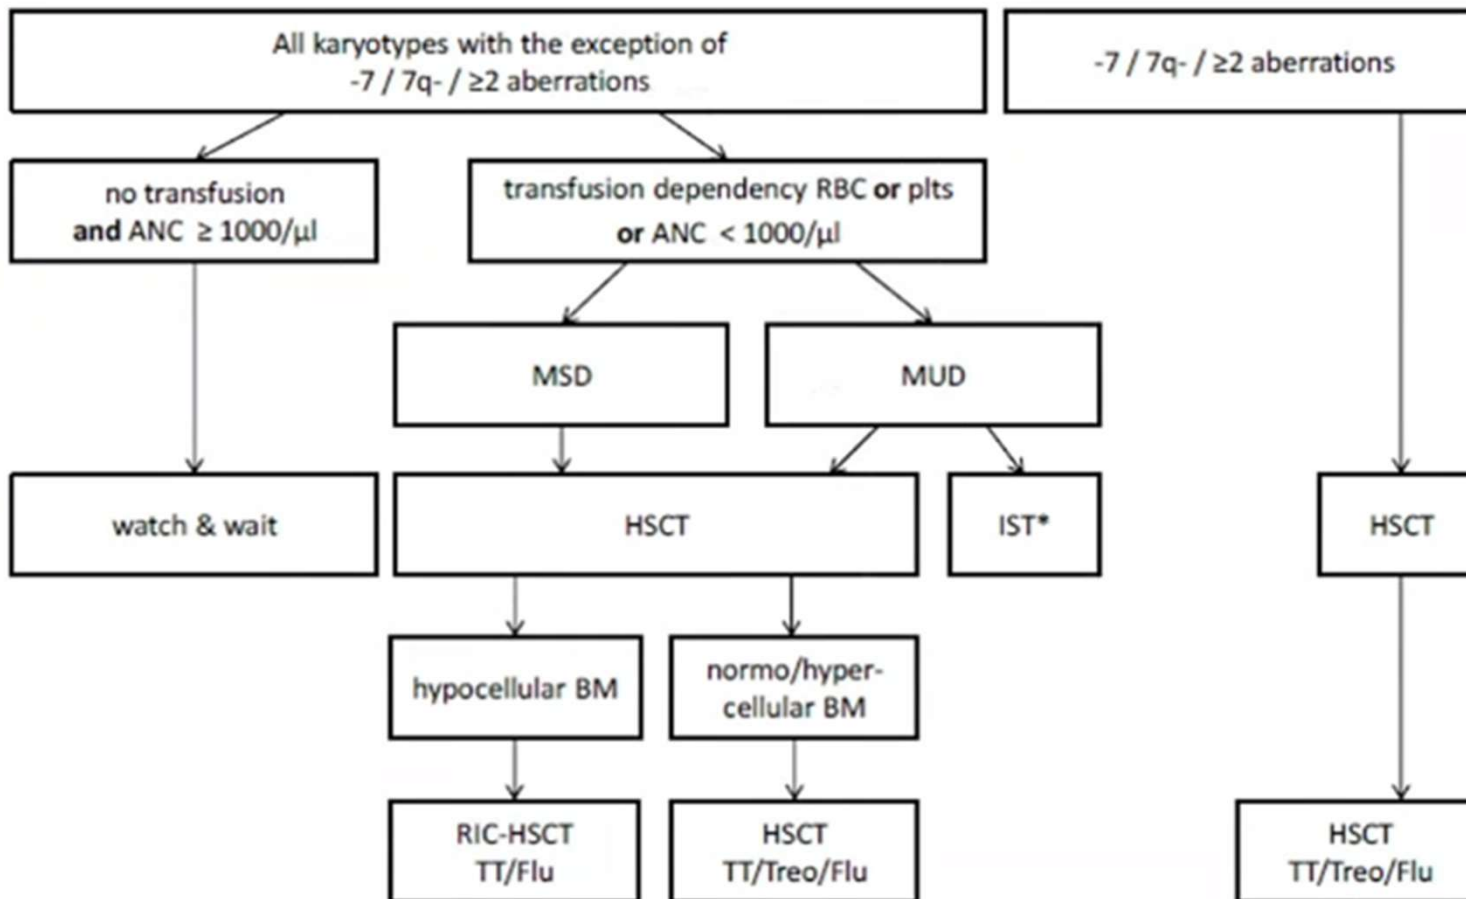 All karyotypes with the exception of
-7 / 7q- / ≥2 aberrations
-7 / 7q- / ≥2 aberrations
no transfusion
and ANC ≥ 1000/µl
transfusion dependency RBC or plts
or ANC < 1000/µl
MSD
MUD
watch & wait
HSCT
IST*
HSCT
hypocellular BM
normo/hyper-
cellular BM
RIC-HSCT
TT/Flu
HSCT
TT/Treo/Flu
HSCT
TT/Treo/Flu